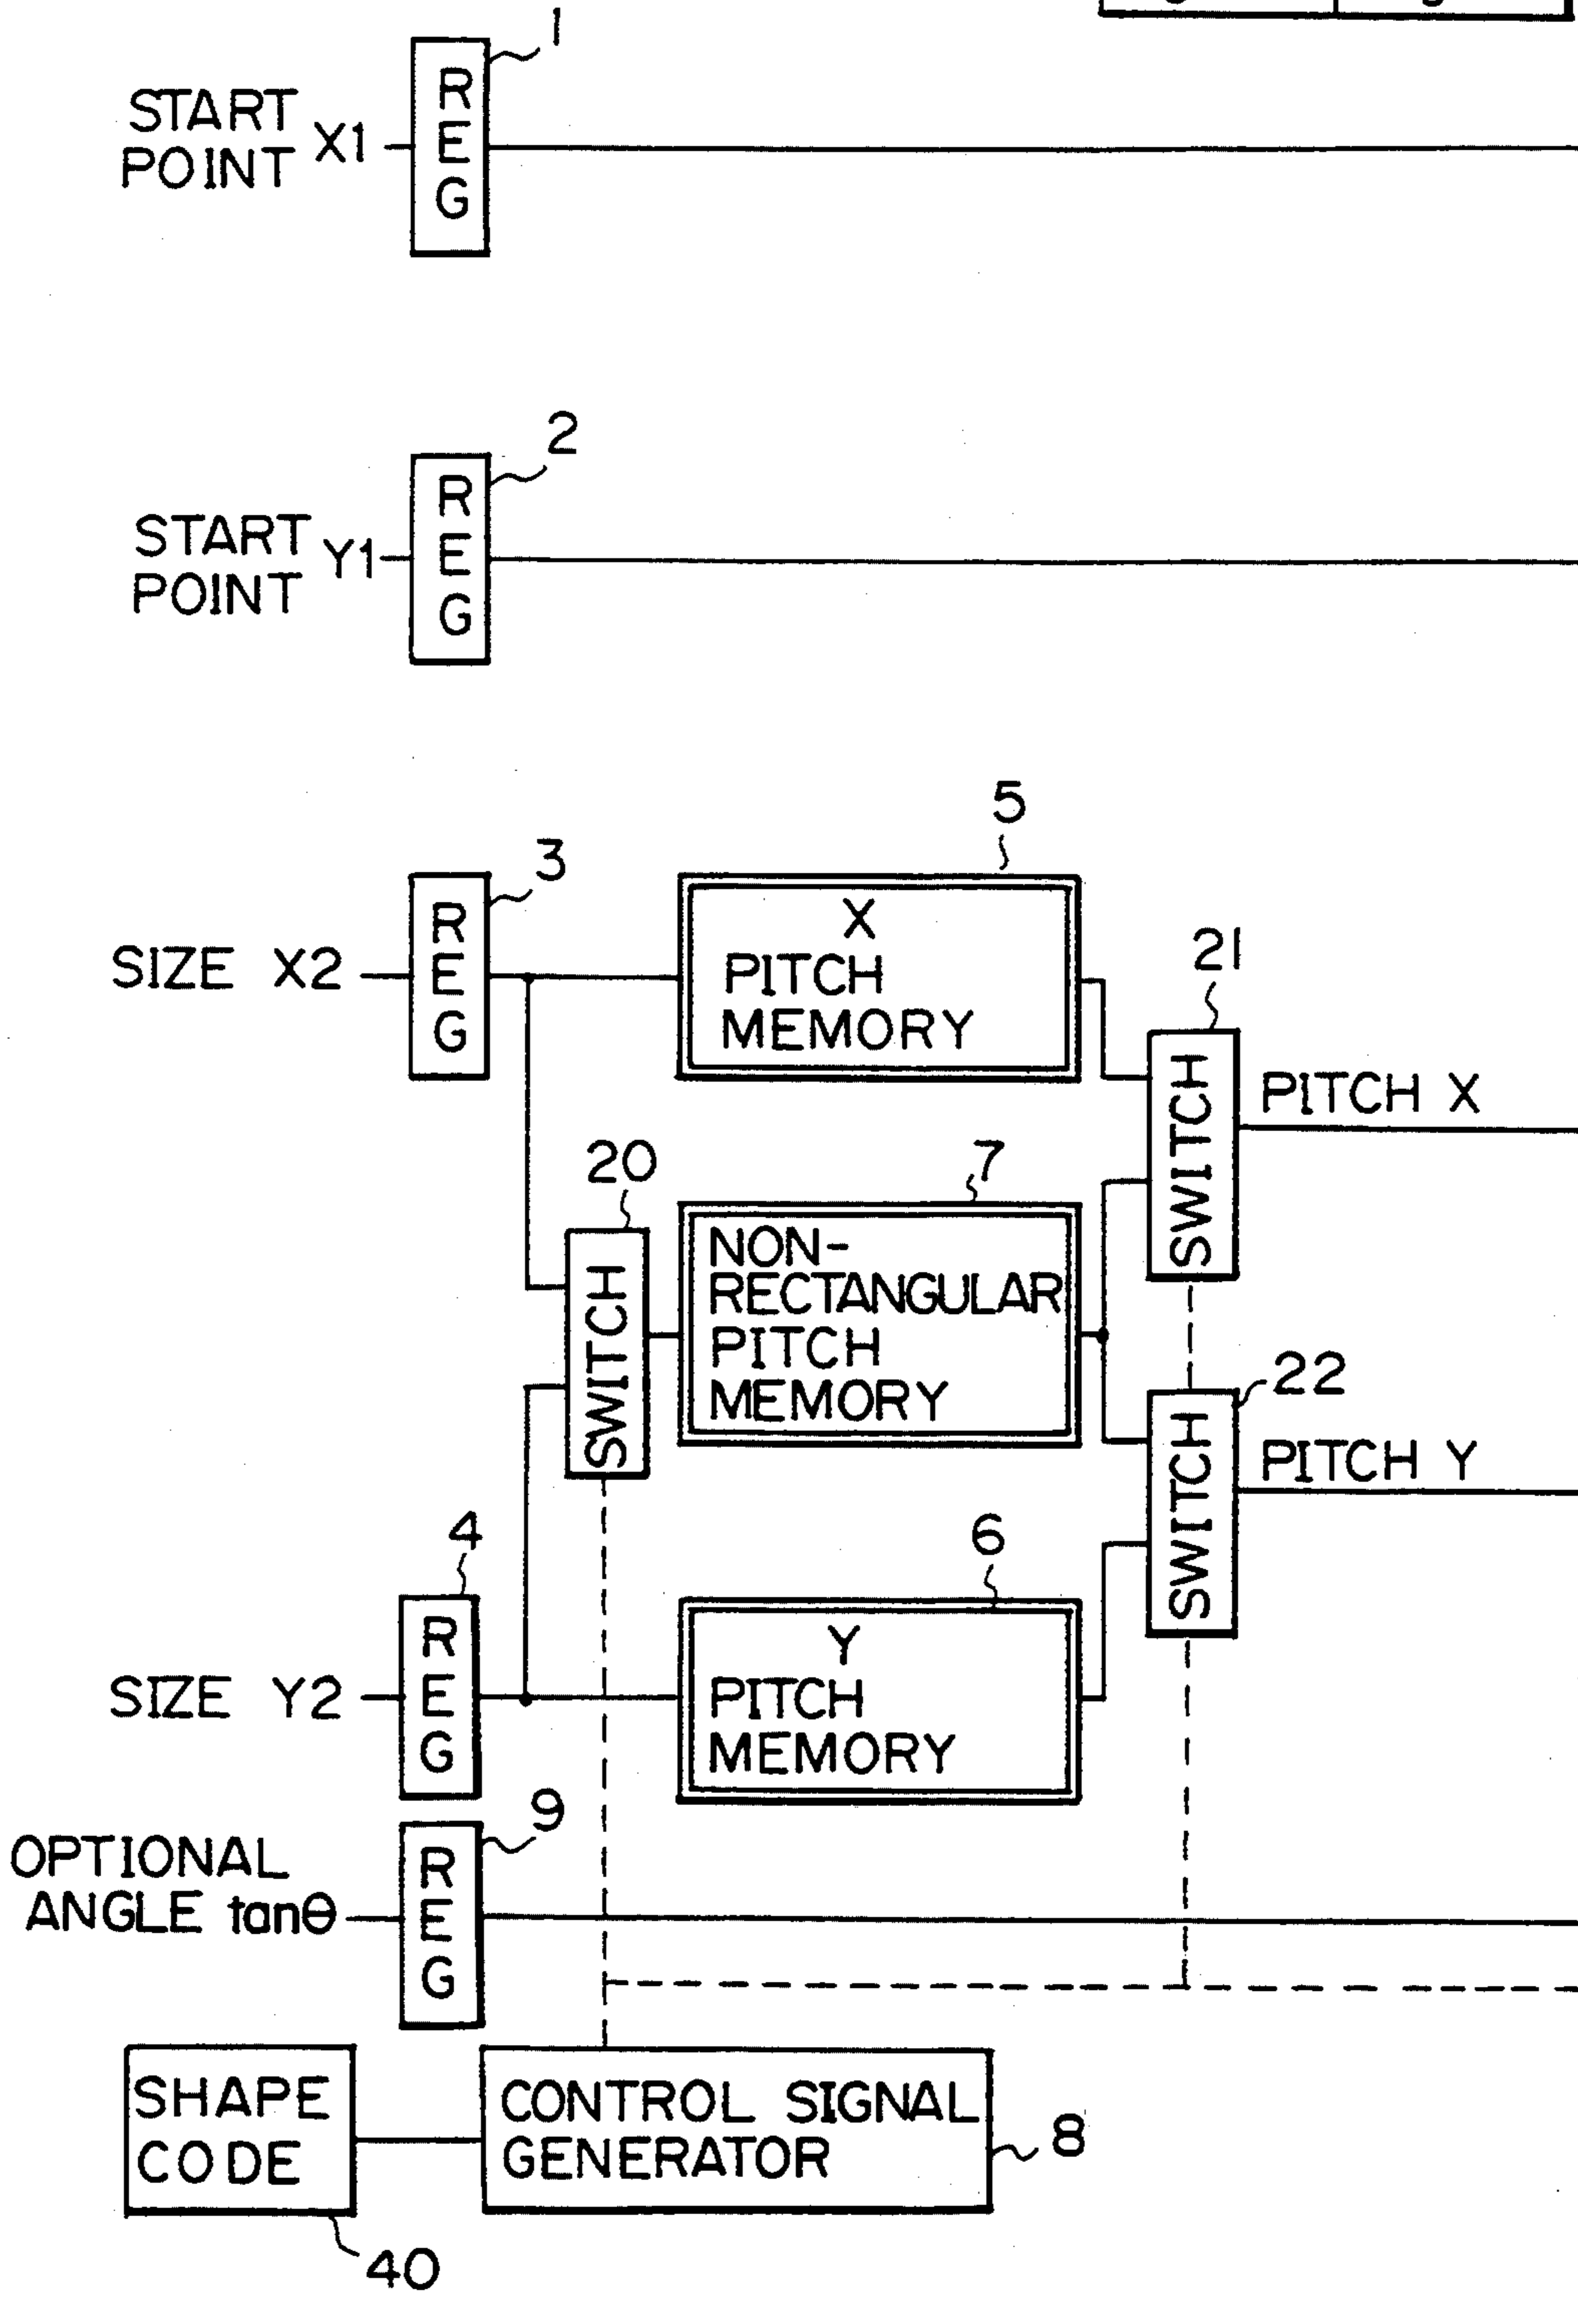 1
START
POINT X1
REG
2
START
POINT Y1
REG
5
3
SIZE X2
REG
X
PITCH
MEMORY
21
SWITCH
PITCH X
20
SWITCH
7
NON-
RECTANGULAR
PITCH
MEMORY
22
SWITCH
PITCH Y
4
SIZE Y2
REG
6
Y
PITCH
MEMORY
9
OPTIONAL
ANGLE tanθ
REG
SHAPE
CODE
40
CONTROL SIGNAL
GENERATOR
8